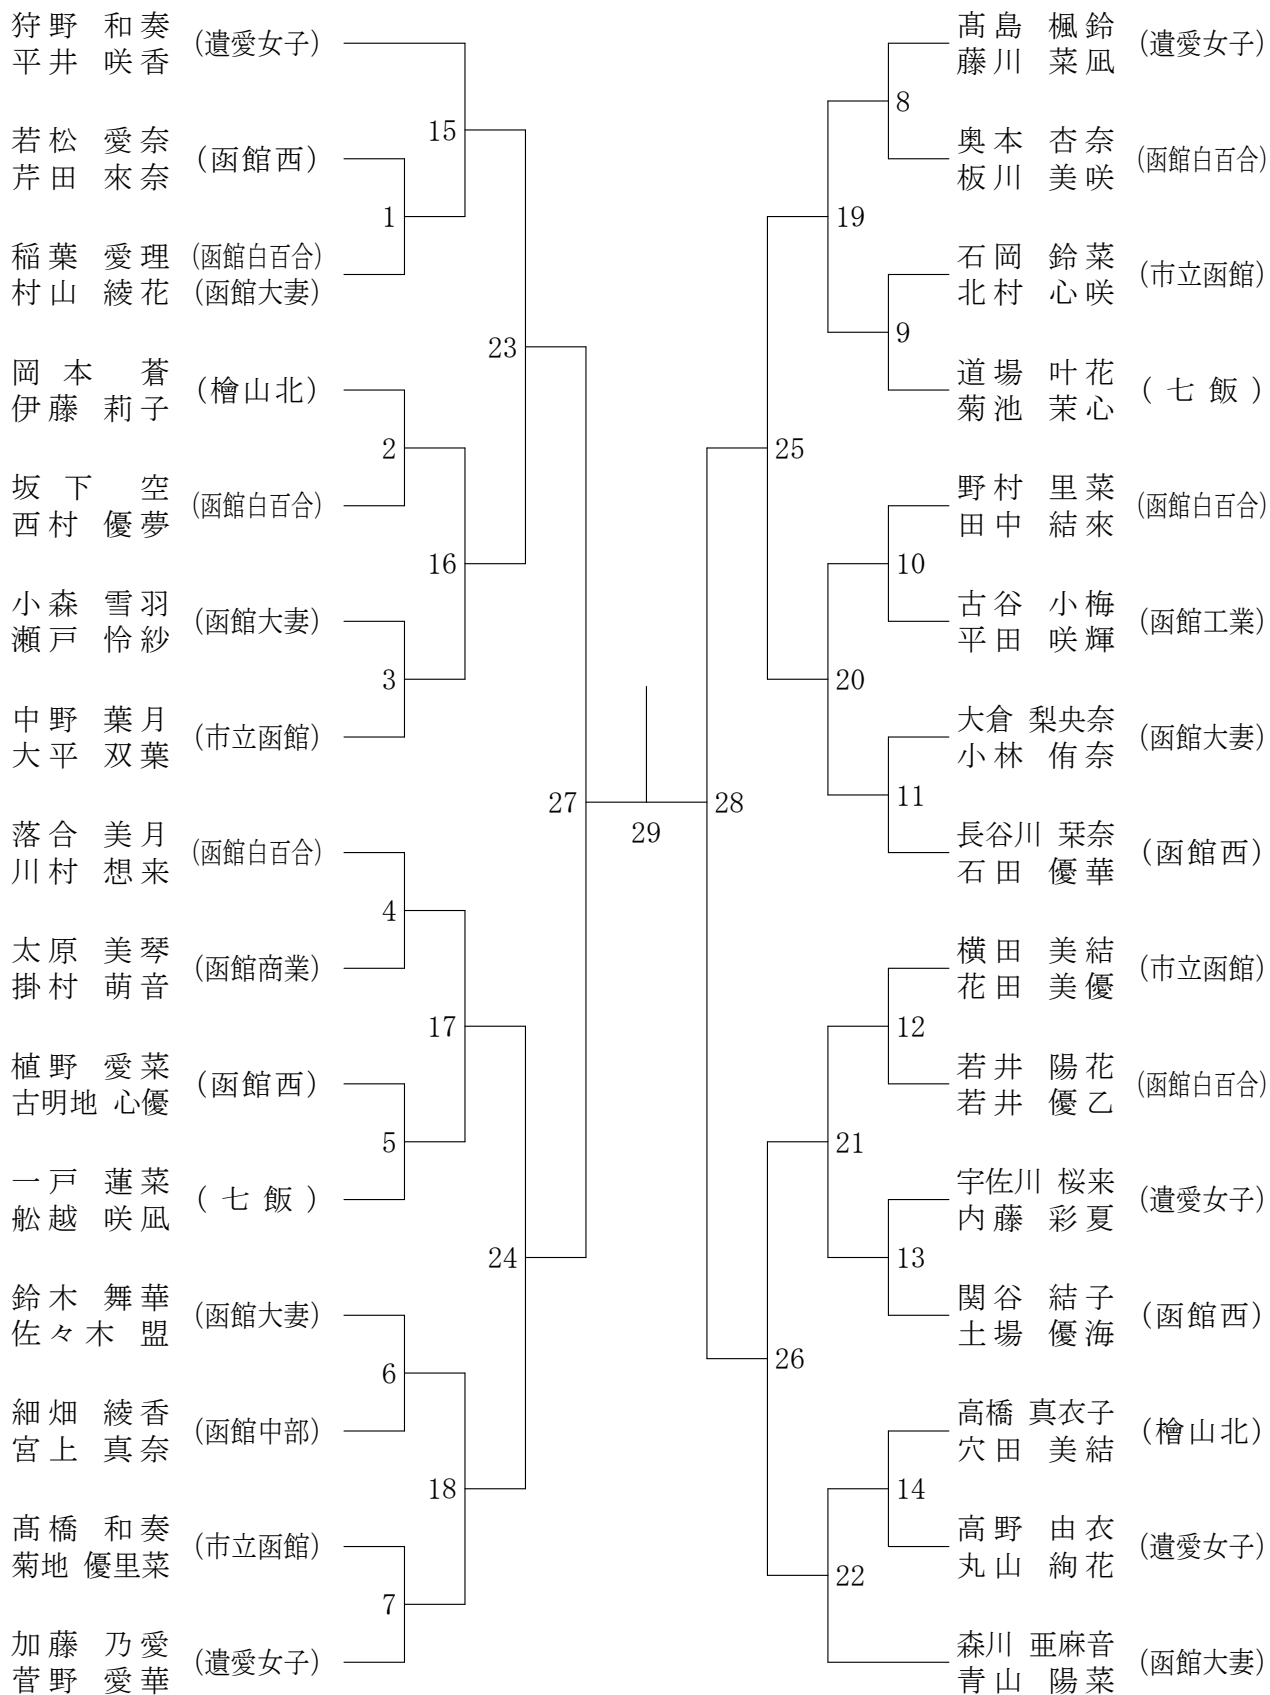 狩野 和奏 (遺愛女子)
平井 咲香
若松 愛奈 (函館西)
芹田 來奈
稲葉 愛理 (函館白百合)
村山 綾花 (函館大妻)
岡本 蒼 (檜山北)
伊藤 莉子
坂下 空 (函館白百合)
西村 優夢
小森 雪羽 (函館大妻)
瀬戸 怜紗
中野 葉月 (市立函館)
大平 双葉
落合 美月 (函館白百合)
川村 想来
太原 美琴 (函館商業)
掛村 萌音
植野 愛菜 (函館西)
古明地 心優
一戸 蓮菜 (七飯)
舩越 咲凪
鈴木 舞華 (函館大妻)
佐々木 盟
細畑 綾香 (函館中部)
宮上 真奈
髙橋 和奏 (市立函館)
菊地 優里菜
加藤 乃愛 (遺愛女子)
菅野 愛華
15
1
23
2
16
3
27
4
17
5
24
6
18
7
29
28
8
19
9
25
10
20
11
12
21
13
26
14
22
髙島 楓鈴 (遺愛女子)
藤川 菜凪
奥本 杏奈 (函館白百合)
板川 美咲
石岡 鈴菜 (市立函館)
北村 心咲
道場 叶花 (七飯)
菊池 茉心
野村 里菜 (函館白百合)
田中 結來
古谷 小梅 (函館工業)
平田 咲輝
大倉 梨央奈 (函館大妻)
小林 侑奈
長谷川 栞奈 (函館西)
石田 優華
横田 美結 (市立函館)
花田 美優
若井 陽花 (函館白百合)
若井 優乙
宇佐川 桜来 (遺愛女子)
内藤 彩夏
関谷 結子 (函館西)
土場 優海
高橋 真衣子 (檜山北)
穴田 美結
高野 由衣 (遺愛女子)
丸山 絢花
森川 亜麻音 (函館大妻)
青山 陽菜